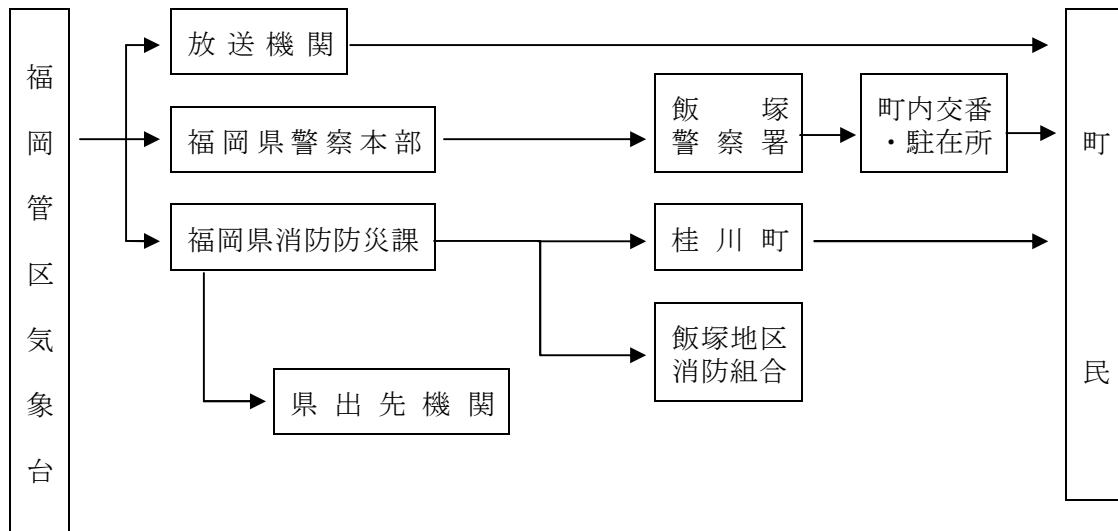 福岡管区気象台
放送機関
福岡県警察本部
飯塚
警察署
町内交番
・駐在所
福岡県消防防災課
桂川町
飯塚地区
消防組合
県出先機関
町民